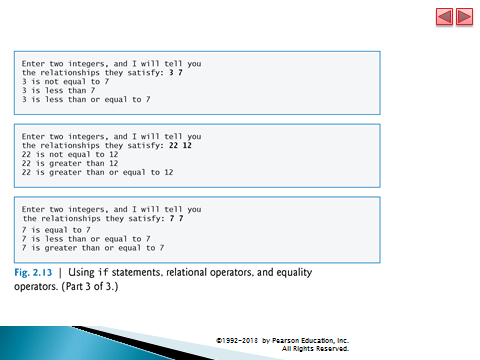 Enter two integers, and I will tell you
the relationships they satisfy: 3 7
3 is not equal to 7
3 is less than 7
3 is less than or equal to 7
Enter two integers, and I will tell you
the relationships they satisfy: 22 12
22 is not equal to 12
22 is greater than 12
22 is greater than or equal to 12
Enter two integers, and I will tell you
the relationships they satisfy: 7 7
7 is equal to 7
7 is less than or equal to 7
7 is greater than or equal to 7
Fig. 2.13 | Using if statements, relational operators, and equality
operators. (Part 3 of 3.)
©1992-2013 by Pearson Education, Inc.
All Rights Reserved.